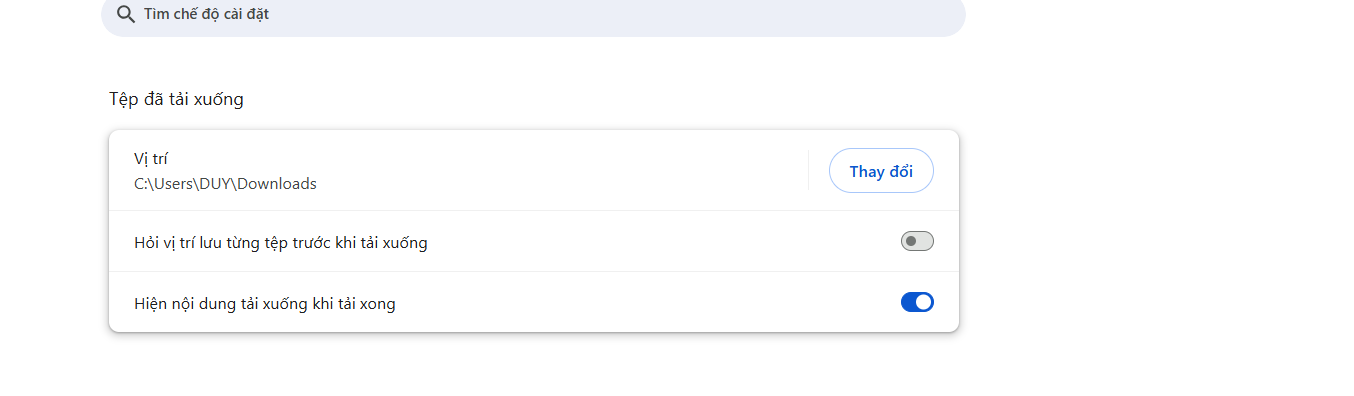 Tìm chế độ cài đặt
Tệp đã tải xuống
Vị trí
C:\Users\DUY\Downloads
Thay đổi
Hỏi vị trí lưu từng tệp trước khi tải xuống
Hiện nội dung tải xuống khi tải xong